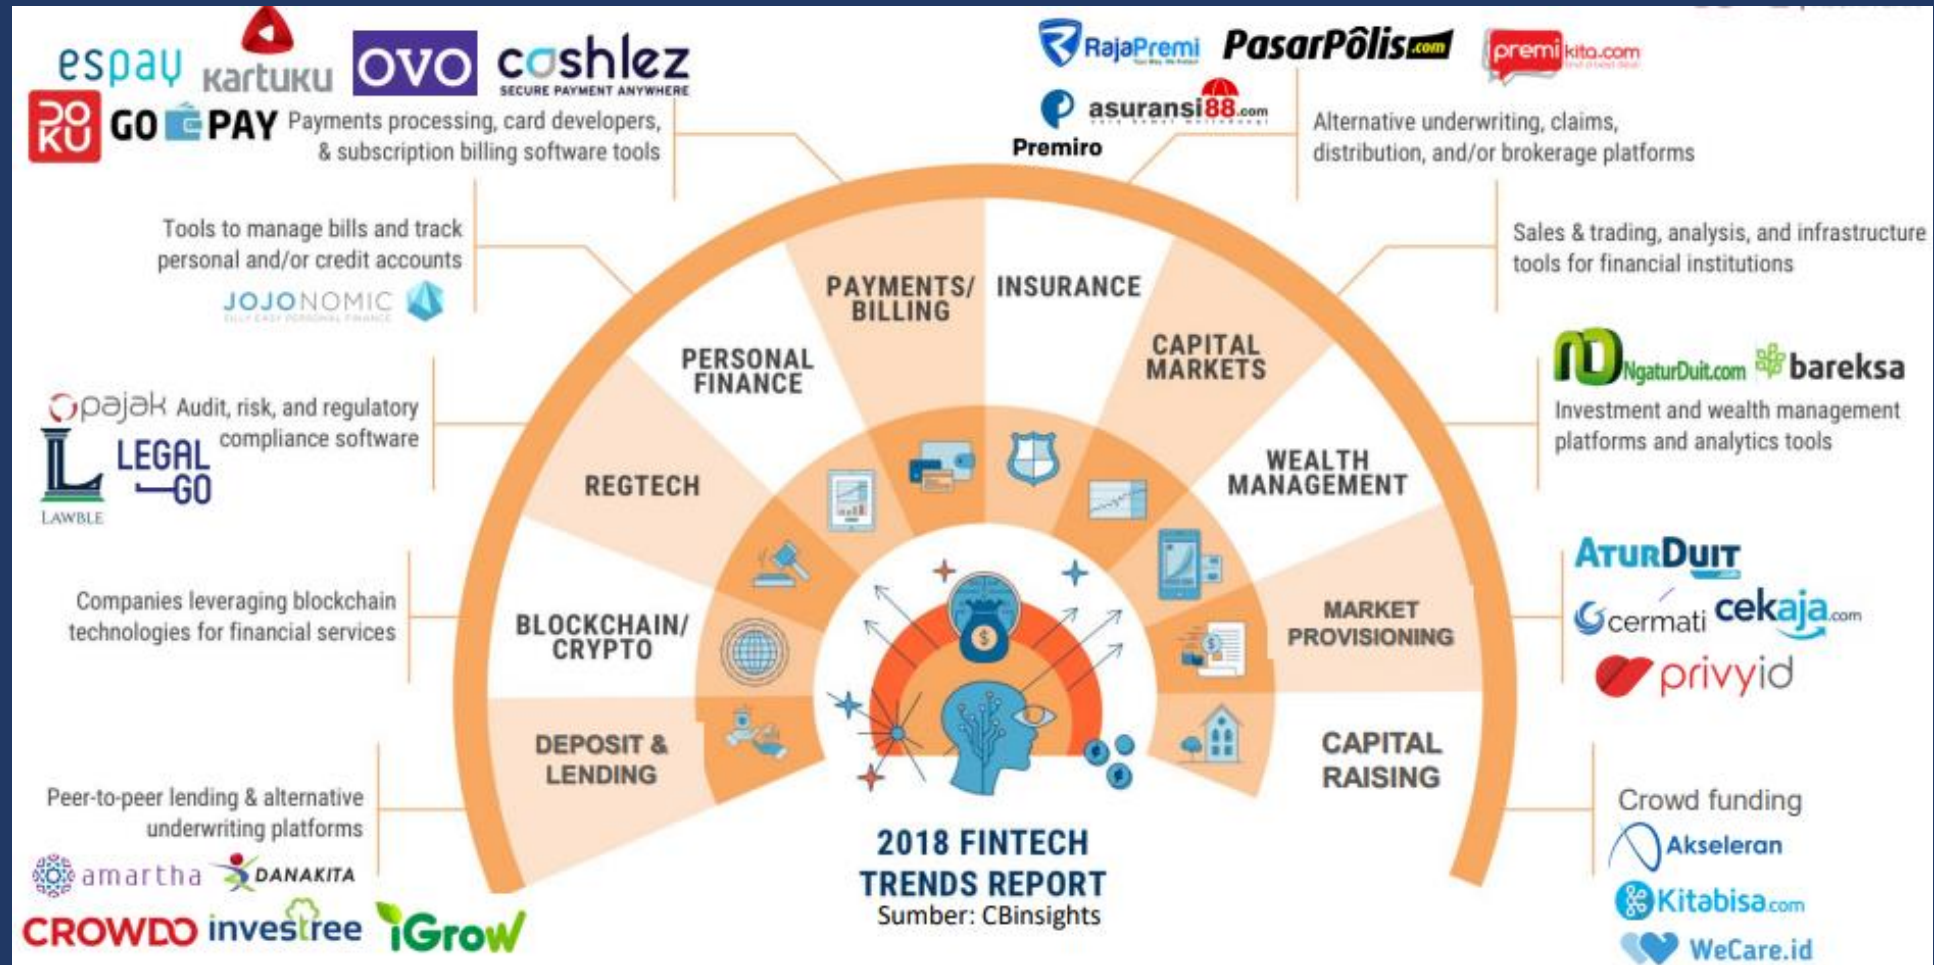 espay
KARTUKU
OVO
cashlez
SECURE PAYMENT ANYWHERE
DOKU
GO PAY
Payments processing, card developers,
& subscription billing software tools
RajaPremi
PasarPôlis.com
premikita.com
Premiro
asuransi88.com
Alternative underwriting, claims,
distribution, and/or brokerage platforms
Tools to manage bills and track
personal and/or credit accounts
JOJONOMIC
Sales & trading, analysis, and infrastructure
tools for financial institutions
pajak
Audit, risk, and regulatory
compliance software
LAWBLE
LEGAL
GO
NgaturDuit.com
bareksa
Investment and wealth management
platforms and analytics tools
Companies leveraging blockchain
technologies for financial services
ATURDUIT
cermati
cekaja.com
privyid
Peer-to-peer lending & alternative
underwriting platforms
amartha
DANAKITA
CROWDO
investree
iGrow
Crowd funding
Akseleran
Kitabisa.com
WeCare.id
DEPOSIT &
LENDING
BLOCKCHAIN/
CRYPTO
REGTECH
PERSONAL
FINANCE
PAYMENTS/
BILLING
INSURANCE
CAPITAL
MARKETS
WEALTH
MANAGEMENT
MARKET
PROVISIONING
CAPITAL
RAISING
2018 FINTECH
TRENDS REPORT
Sumber: CBinsights